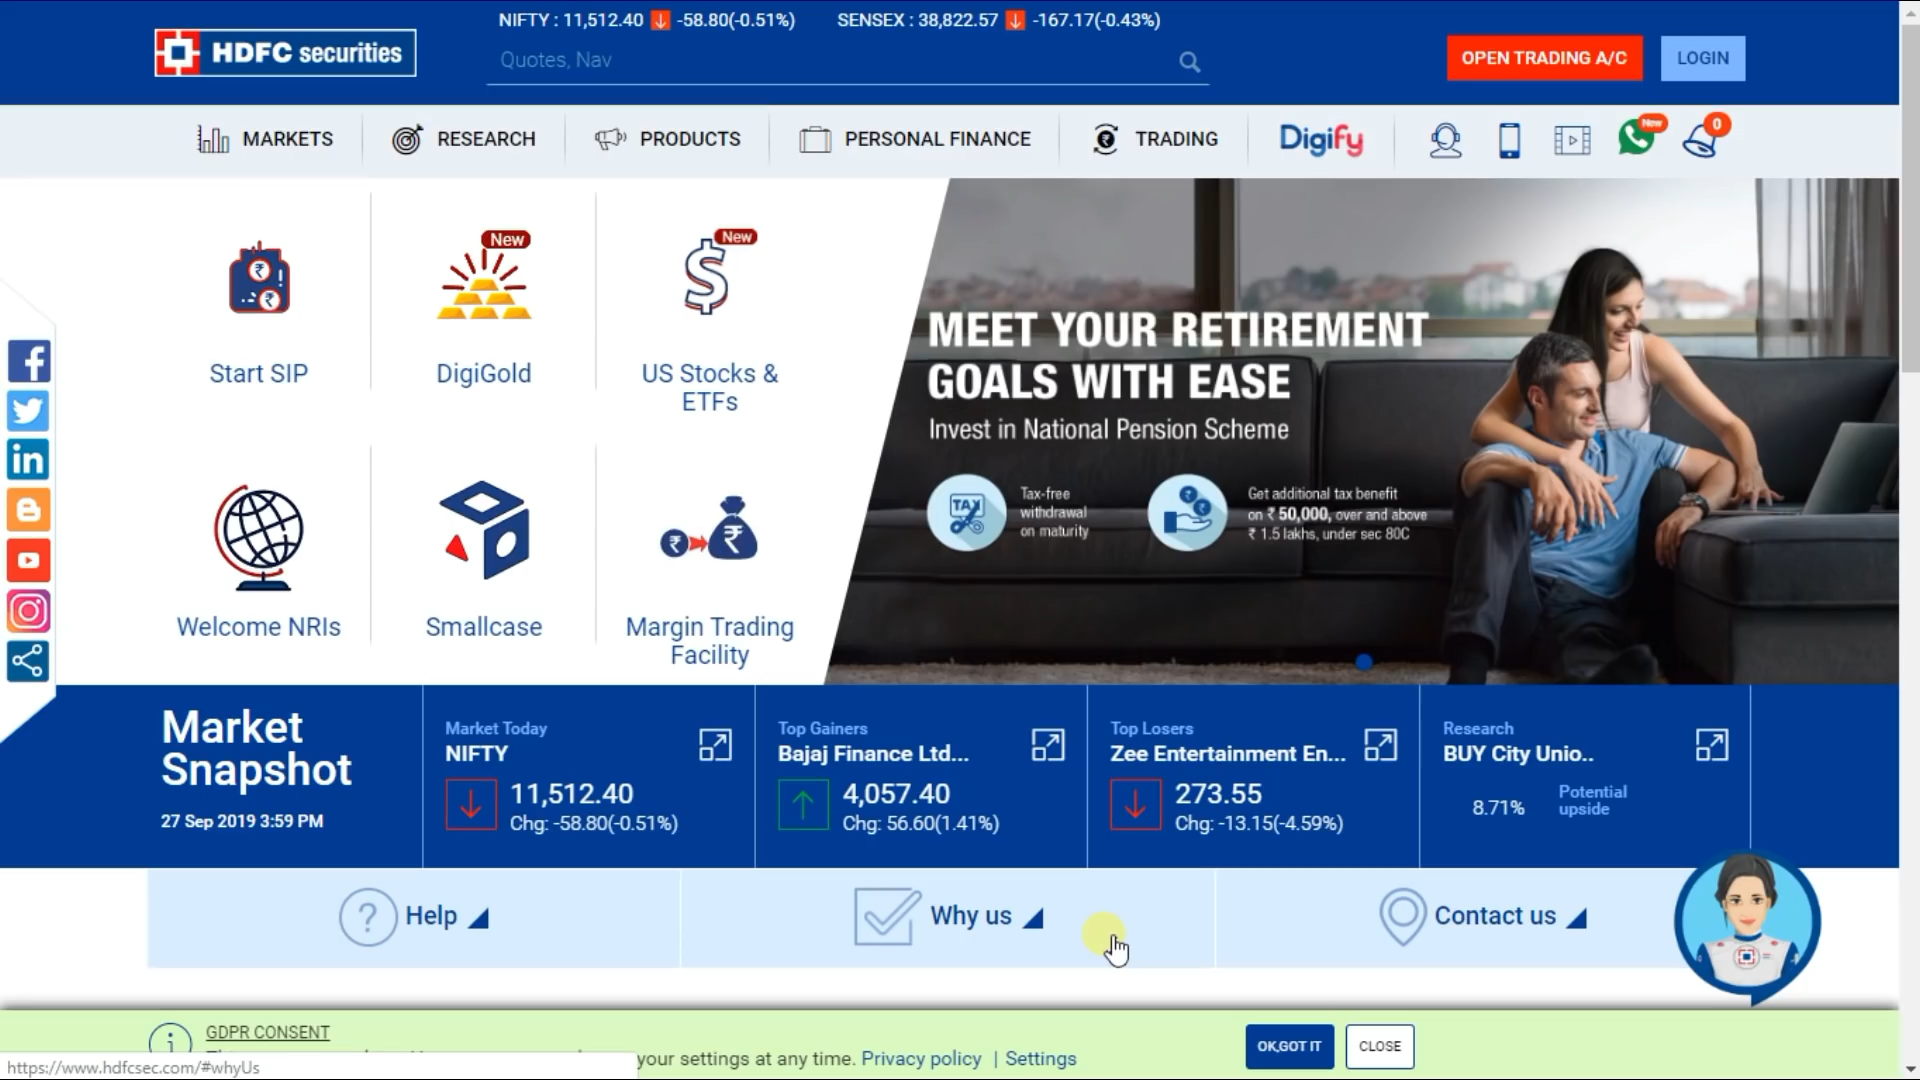 NIFTY : 11,512.40 -58.80(-0.51%) SENSEX : 38,822.57 -167.17(-0.43%)
HDFC securities
Quotes, Nav
OPEN TRADING A/C
LOGIN
MARKETS
RESEARCH
PRODUCTS
PERSONAL FINANCE
TRADING
Digify
New
0
Start SIP
New
DigiGold
New
US Stocks &
ETFs
Welcome NRIs
Smallcase
Margin Trading
Facility
MEET YOUR RETIREMENT
GOALS WITH EASE
Invest in National Pension Scheme
TAX
Tax-free
withdrawal
on maturity
Get additional tax benefit
on ₹ 50,000, over and above
₹ 1.5 lakhs, under sec 80C
Market
Snapshot
27 Sep 2019 3:59 PM
Market Today
NIFTY
11,512.40
Chg: -58.80(-0.51%)
Top Gainers
Bajaj Finance Ltd...
4,057.40
Chg: 56.60(1.41%)
Top Losers
Zee Entertainment En...
273.55
Chg: -13.15(-4.59%)
Research
BUY City Unio..
8.71%
Potential
upside
Help
Why us
Contact us
GDPR CONSENT
your settings at any time. Privacy policy | Settings
OK,GOT IT
CLOSE
https://www.hdfcsec.com/#whyUs